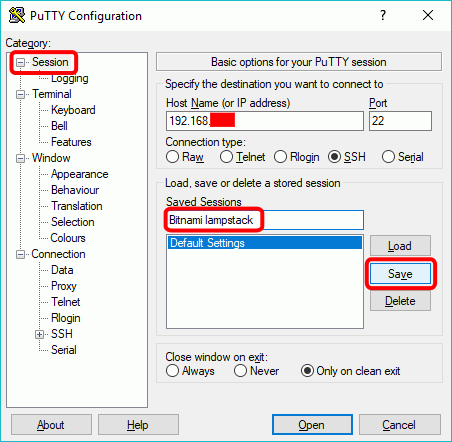 PuTTY Configuration
Category:
Session
Logging
Terminal
Keyboard
Bell
Features
Window
Appearance
Behaviour
Translation
Selection
Colours
Connection
Data
Proxy
Telnet
Rlogin
SSH
Serial
Basic options for your PuTTY session
Specify the destination you want to connect to
Host Name (or IP address) Port
192.168. 22
Connection type:
Raw Telnet Rlogin SSH Serial
Load, save or delete a stored session
Saved Sessions
Bitnami lampstack
Default Settings
Load
Save
Delete
Close window on exit:
Always Never Only on clean exit
About Help Open Cancel